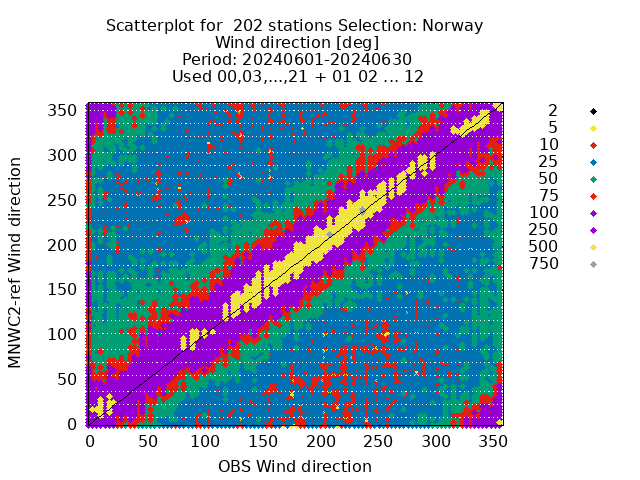 Scatterplot for  202 stations Selection: Norway
Wind direction [deg]
Period: 20240601-20240630
Used 00,03,...,21 + 01 02 ... 12
MNWC2-ref Wind direction
350
300
250
200
150
100
50
0
0 50 100 150 200 250 300 350
OBS Wind direction
2
5
10
25
50
75
100
250
500
750